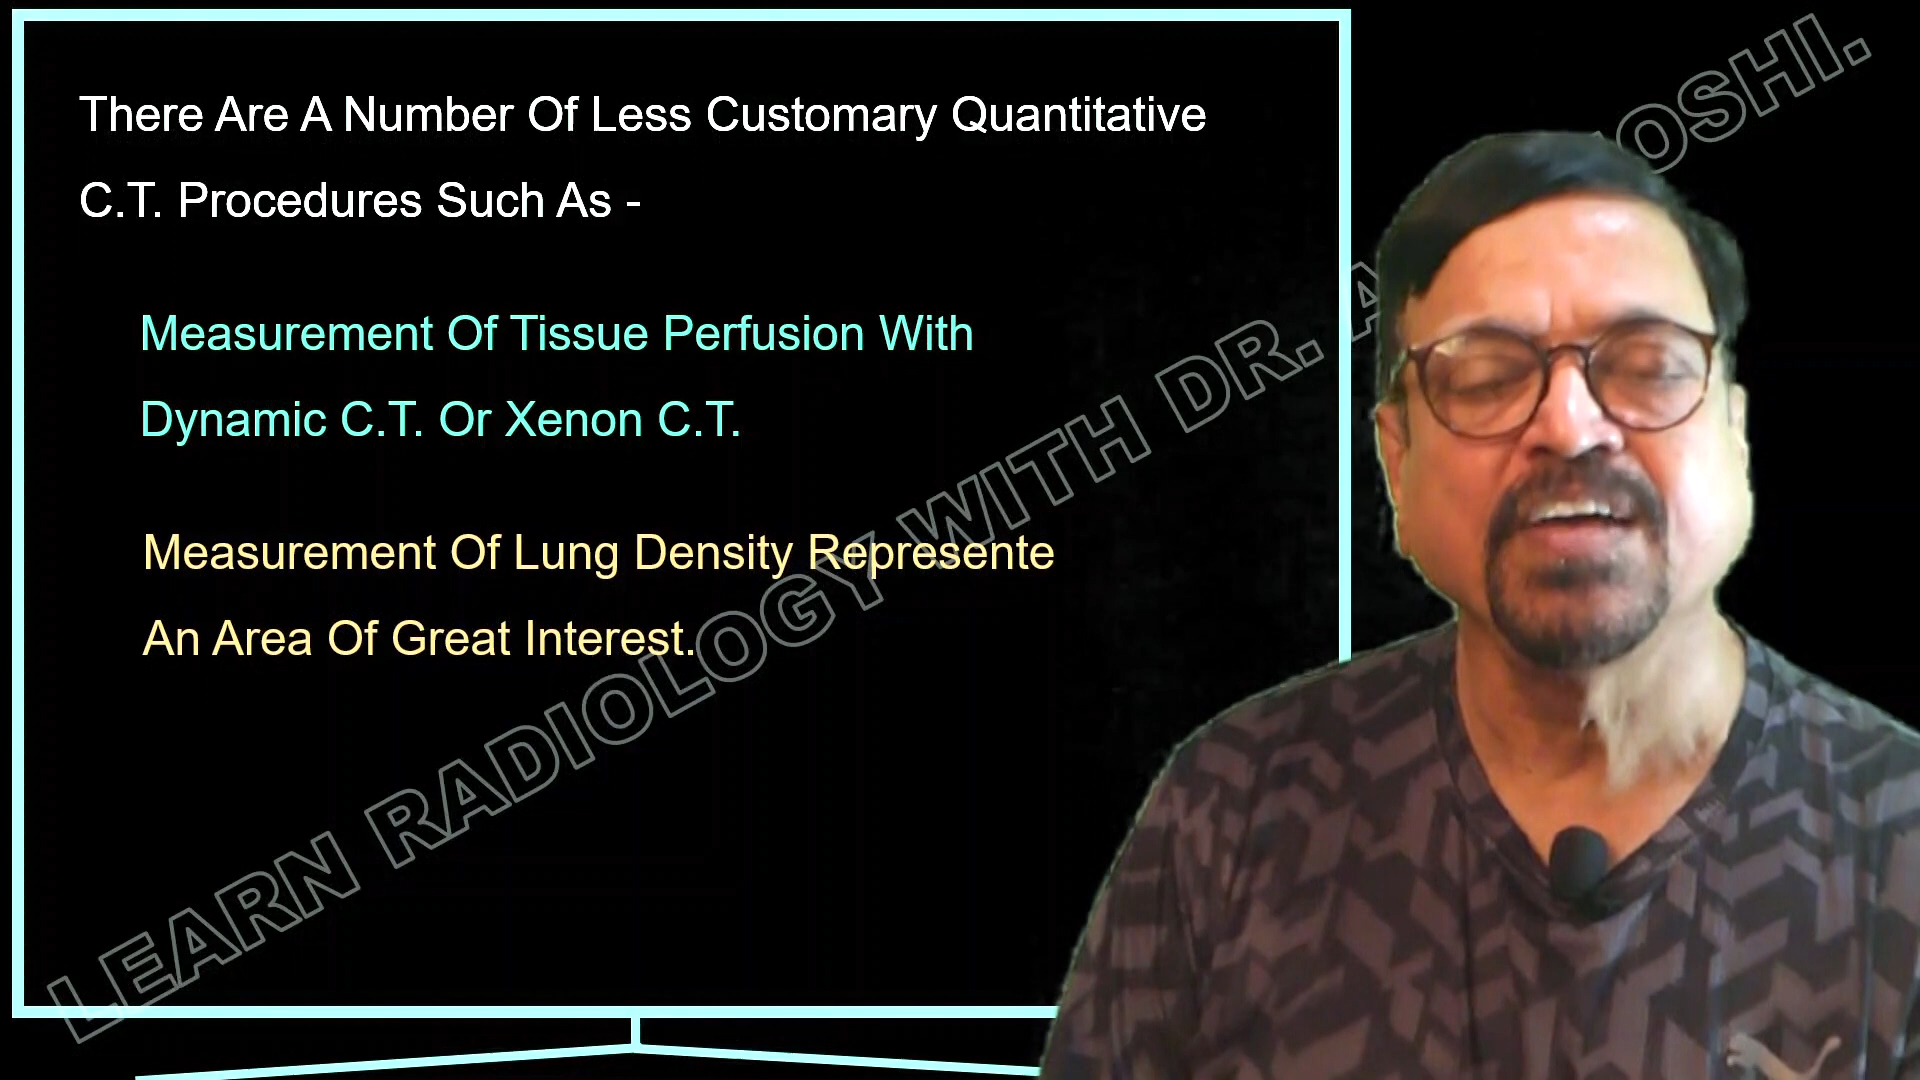 There Are A Number Of Less Customary Quantitative
C.T. Procedures Such As -
Measurement Of Tissue Perfusion With
Dynamic C.T. Or Xenon C.T.
Measurement Of Lung Density Represente
An Area Of Great Interest.
LEARN RADIOLOGY WITH DR.